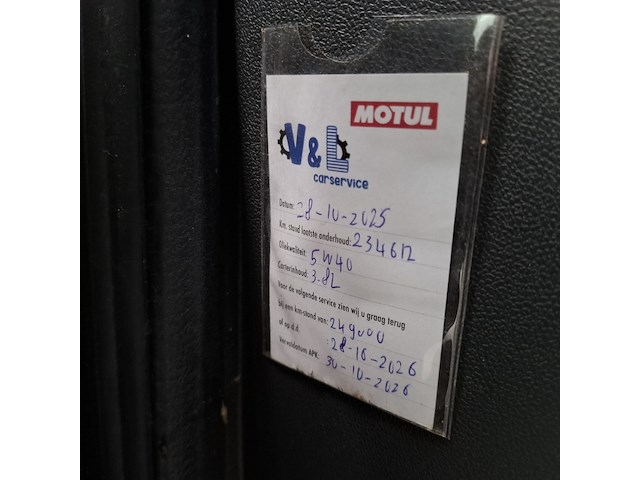 MOTUL
V & L
carservice
Datum: 28-10-2025
Km. stand laatste onderhoud: 234612
Oliekwaliteit: 5W40
Carterinhoud: 3.8L
Voor de volgende service zien wij u graag terug
bij een km-stand van: 249000
of op d.d. : 28-10-2026
Vervaldatum APK: 30-10-2026